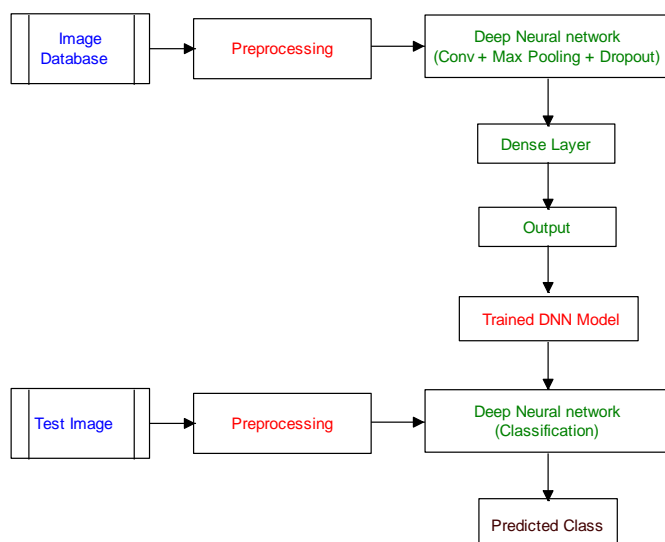 Image
Database
Preprocessing
Deep Neural network
(Conv + Max Pooling + Dropout)
Dense Layer
Output
Trained DNN Model
Test Image
Preprocessing
Deep Neural network
(Classification)
Predicted Class